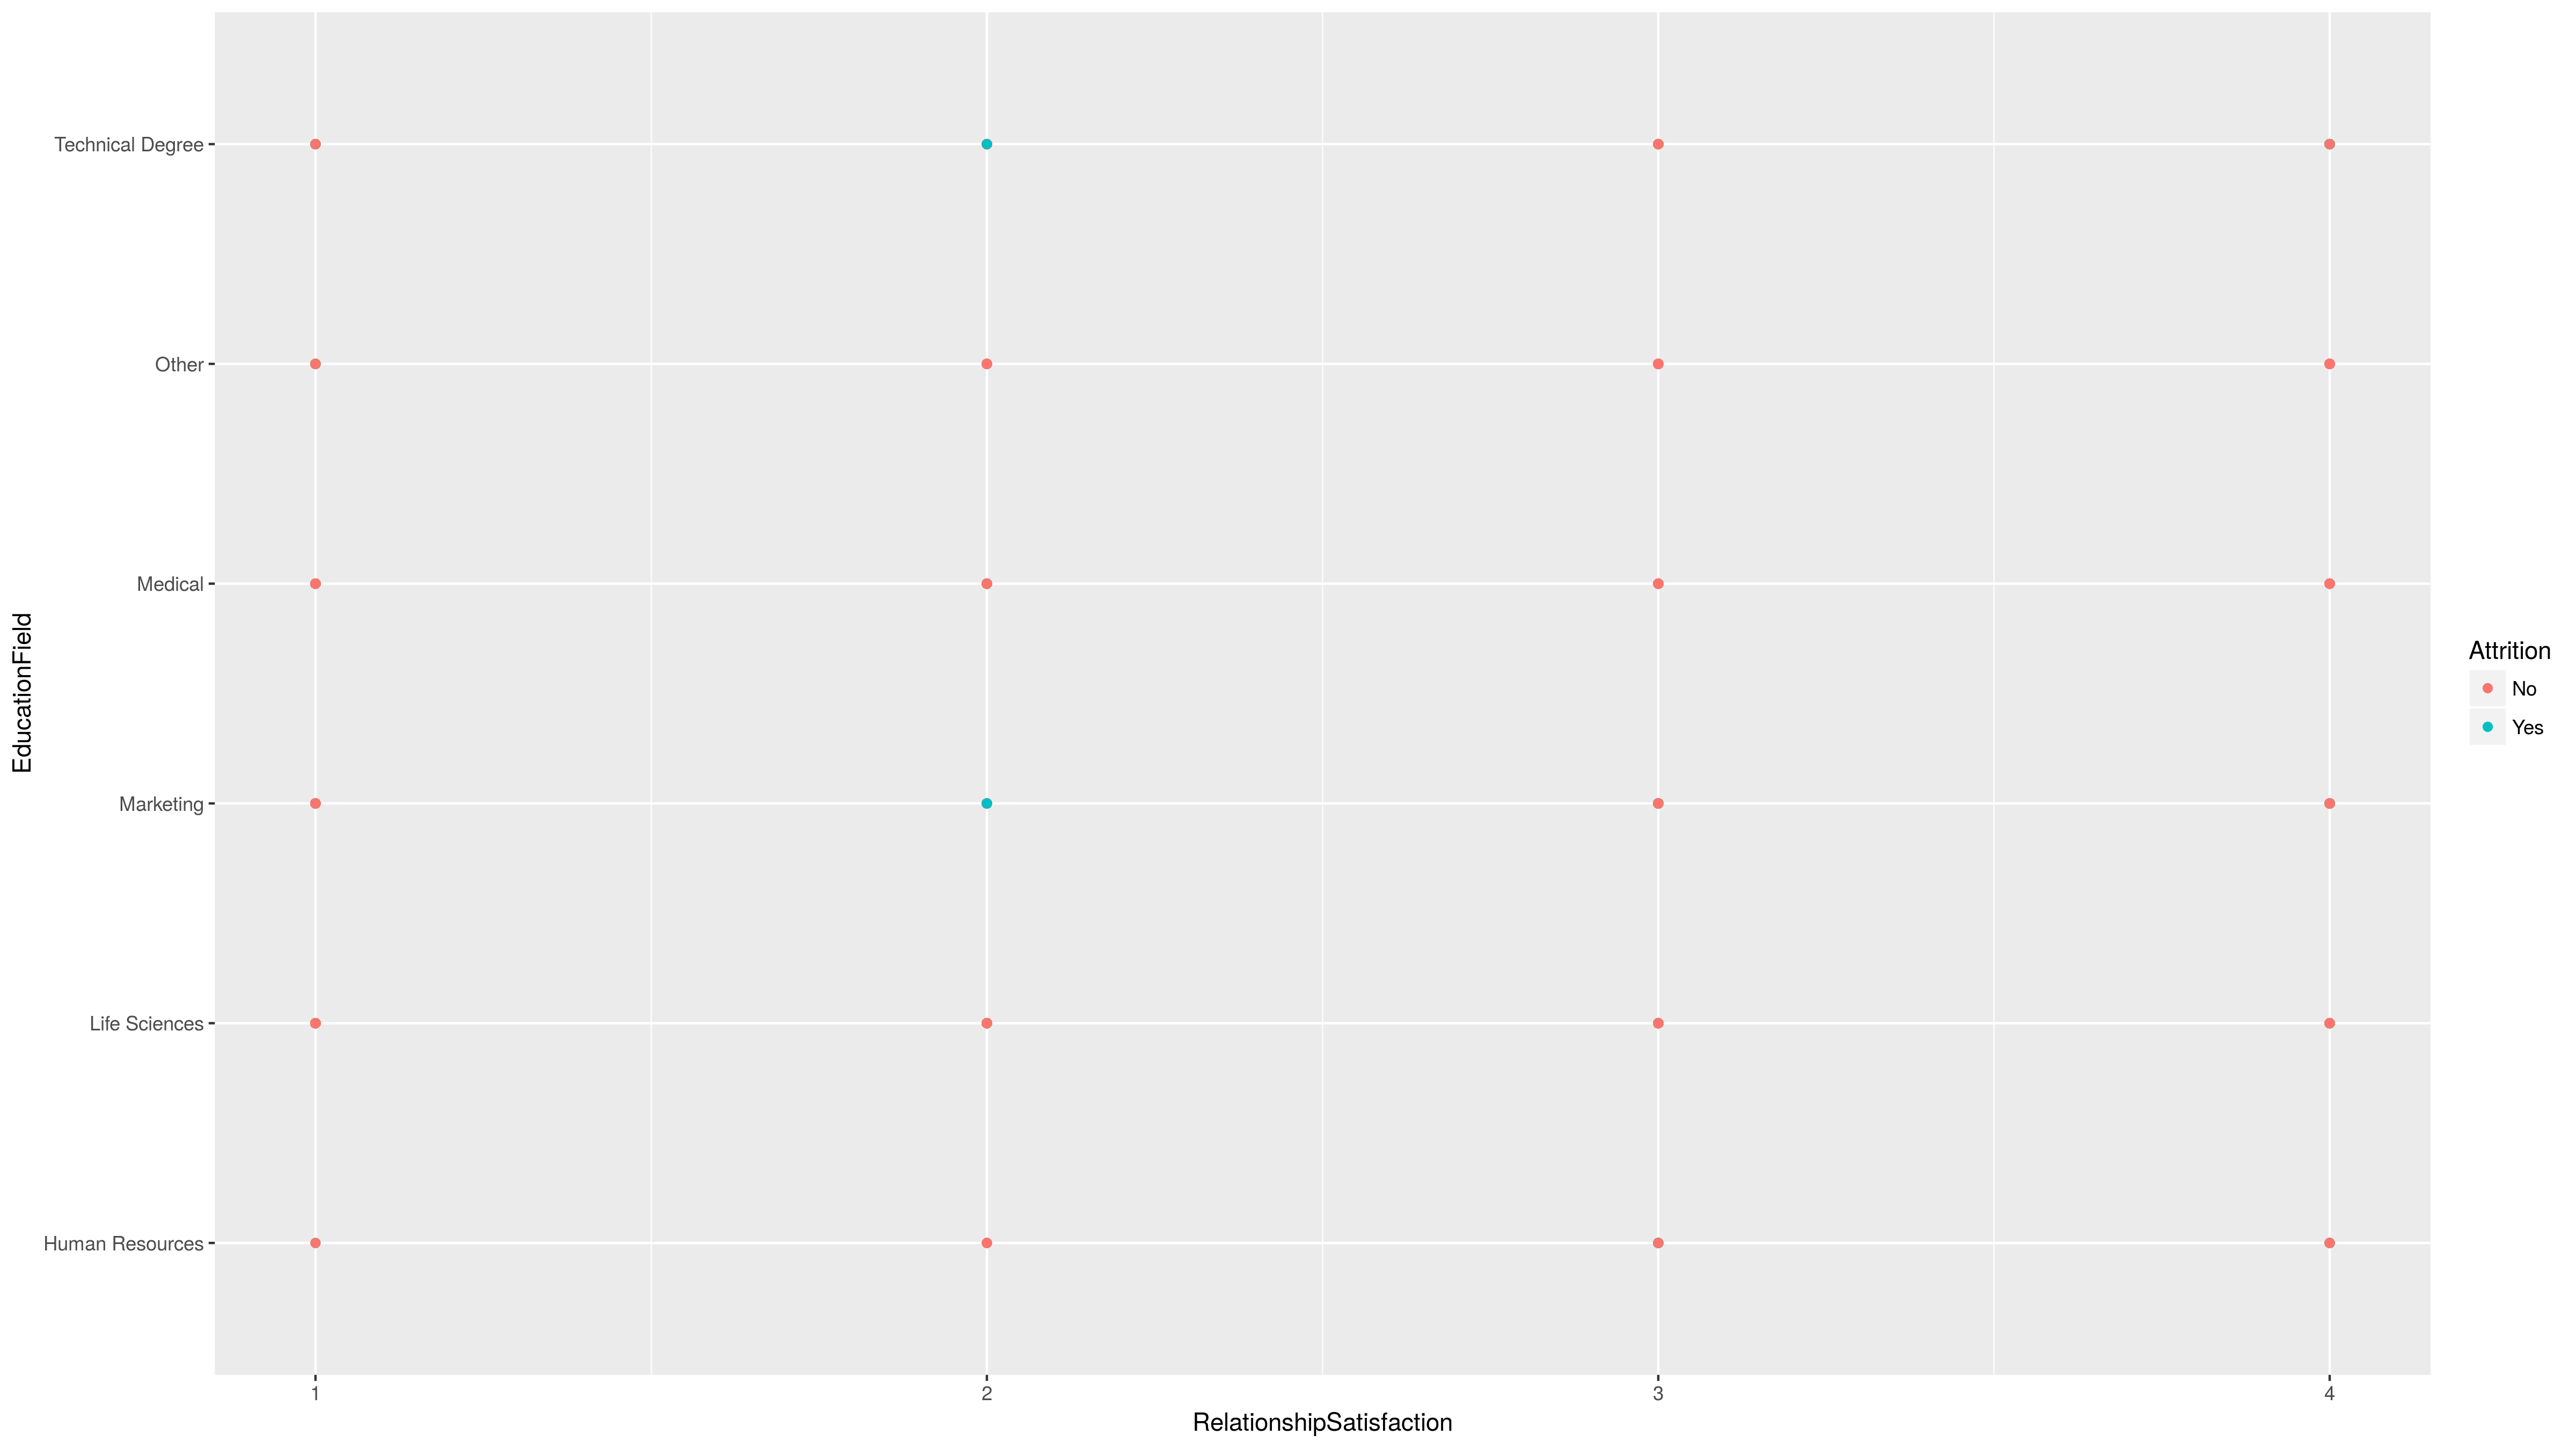 Technical Degree
Other
Medical
Marketing
Life Sciences
Human Resources
EducationField
1 2 3 4
RelationshipSatisfaction
Attrition
No
Yes